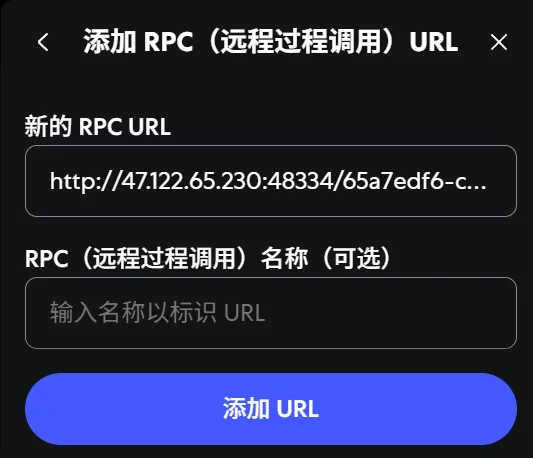 添加 RPC（远程过程调用）URL
新的 RPC URL
http://47.122.65.230:48334/65a7edf6-c...
RPC（远程过程调用）名称（可选）
输入名称以标识 URL
添加 URL